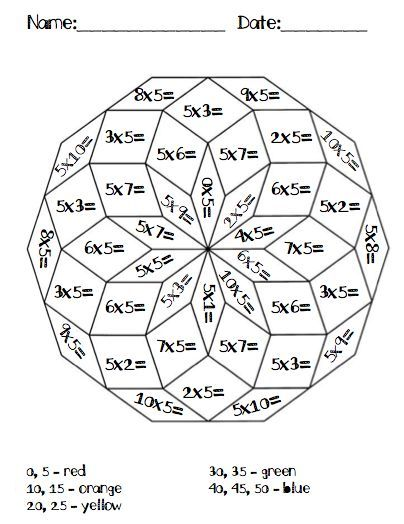 Name:_________________ Date:_____________
8x5= 9x5=
5x3=
3x5= 2x5=
5x10= 10x5=
5x6= 5x7=
5x7= 0x5= 6x5=
5x9= 2x5=
5x3= 5x2=
5x7= 4x5=
8x5= 6x5= 7x5= 5x8=
5x5= 6x5=
3x5= 5x3= 10x5= 3x5=
6x5= 5x1= 5x6=
9x5= 7x5= 5x7= 5x9=
5x2= 5x3=
2x5=
10x5= 5x10=
0, 5 - red 30, 35 - green
10, 15 - orange 40, 45, 50 - blue
20, 25 - yellow